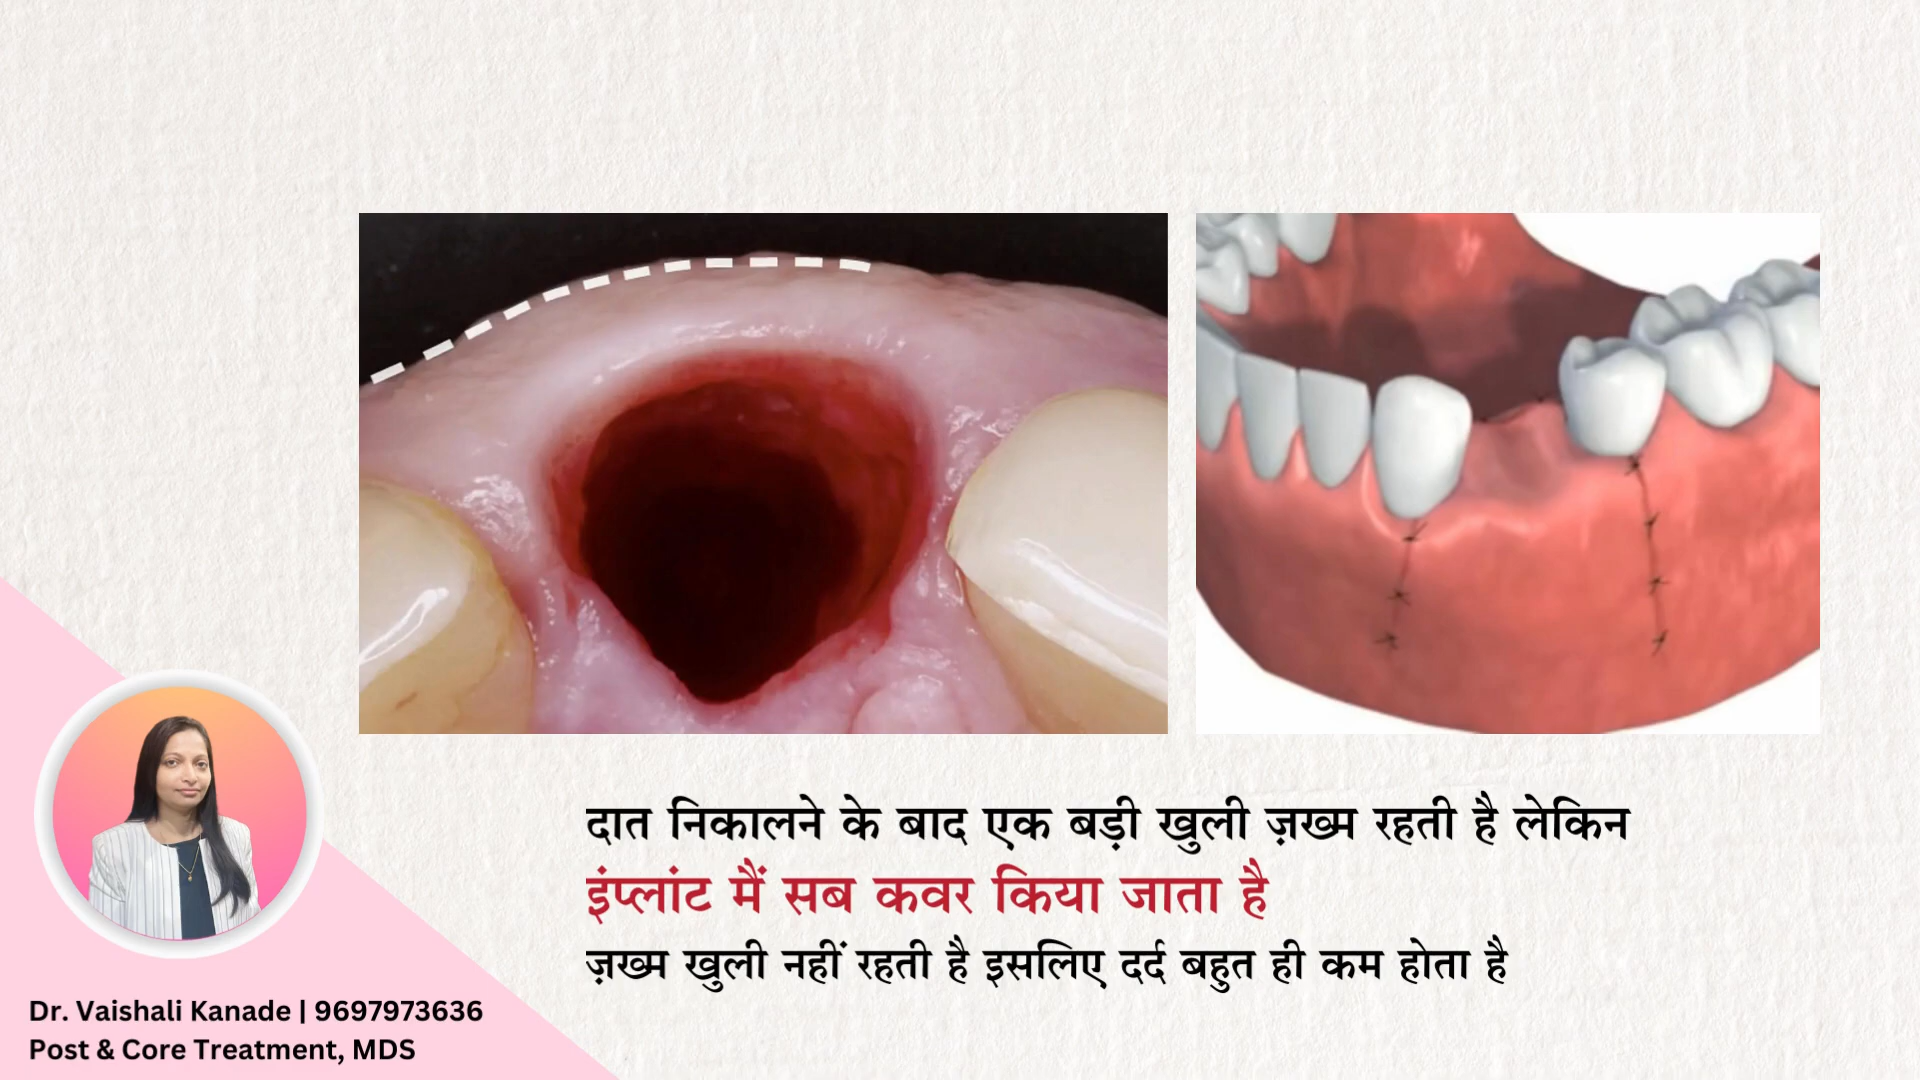 दात निकालने के बाद एक बड़ी खुली ज़ख्म रहती है लेकिन
इंप्लांट मैं सब कवर किया जाता है
ज़ख्म खुली नहीं रहती है इसलिए दर्द बहुत ही कम होता है
Dr. Vaishali Kanade | 9697973636
Post & Core Treatment, MDS